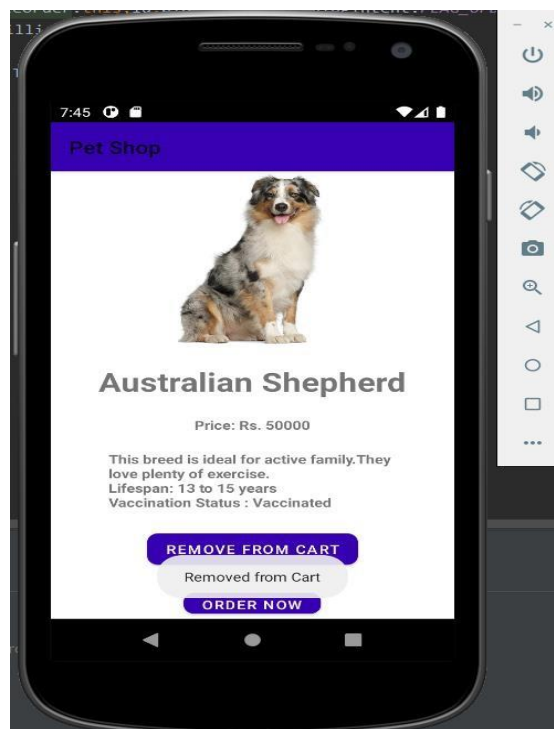 7:45
Pet Shop
Australian Shepherd
Price: Rs. 50000
This breed is ideal for active family.They
love plenty of exercise.
Lifespan: 13 to 15 years
Vaccination Status : Vaccinated
REMOVE FROM CART
Removed from Cart
ORDER NOW